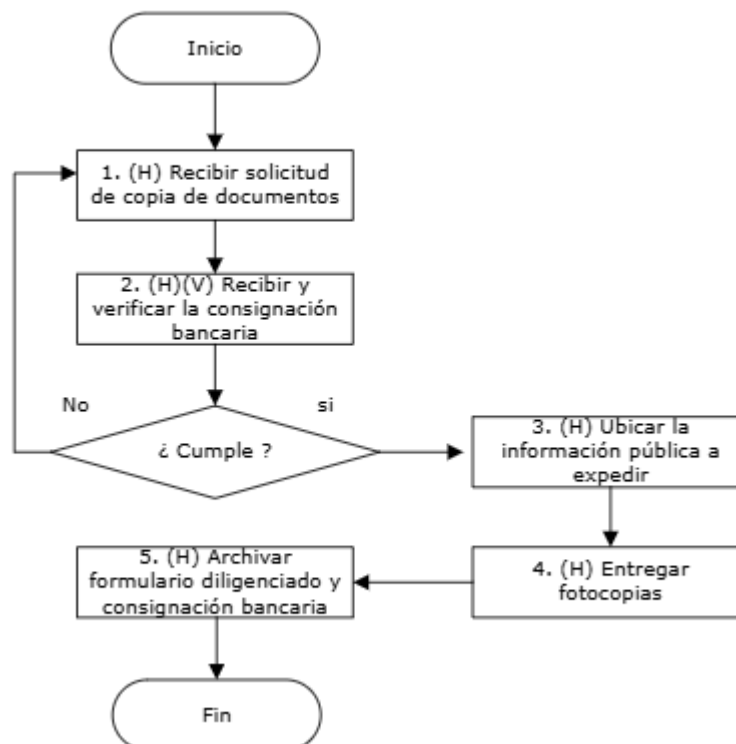 Inicio
1. (H) Recibir solicitud
de copia de documentos
2. (H)(V) Recibir y
verificar la consignación
bancaria
No
si
¿ Cumple ?
3. (H) Ubicar la
información pública a
expedir
4. (H) Entregar
fotocopias
5. (H) Archivar
formulario diligenciado y
consignación bancaria
Fin